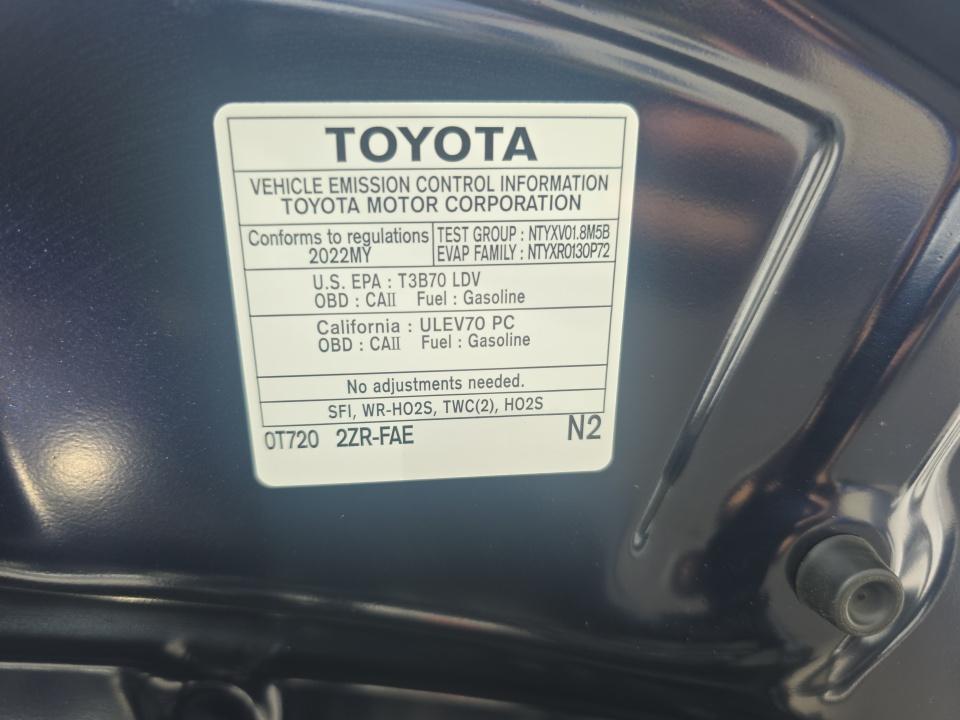 TOYOTA
VEHICLE EMISSION CONTROL INFORMATION
TOYOTA MOTOR CORPORATION
Conforms to regulations
2022MY
TEST GROUP : NTYXV01.8M5B
EVAP FAMILY : NTYXR0130P72
U.S. EPA : T3B70 LDV
OBD : CAII Fuel : Gasoline
California : ULEV70 PC
OBD : CAII Fuel : Gasoline
No adjustments needed.
SFI, WR-HO2S, TWC(2), HO2S
0T720 2ZR-FAE N2